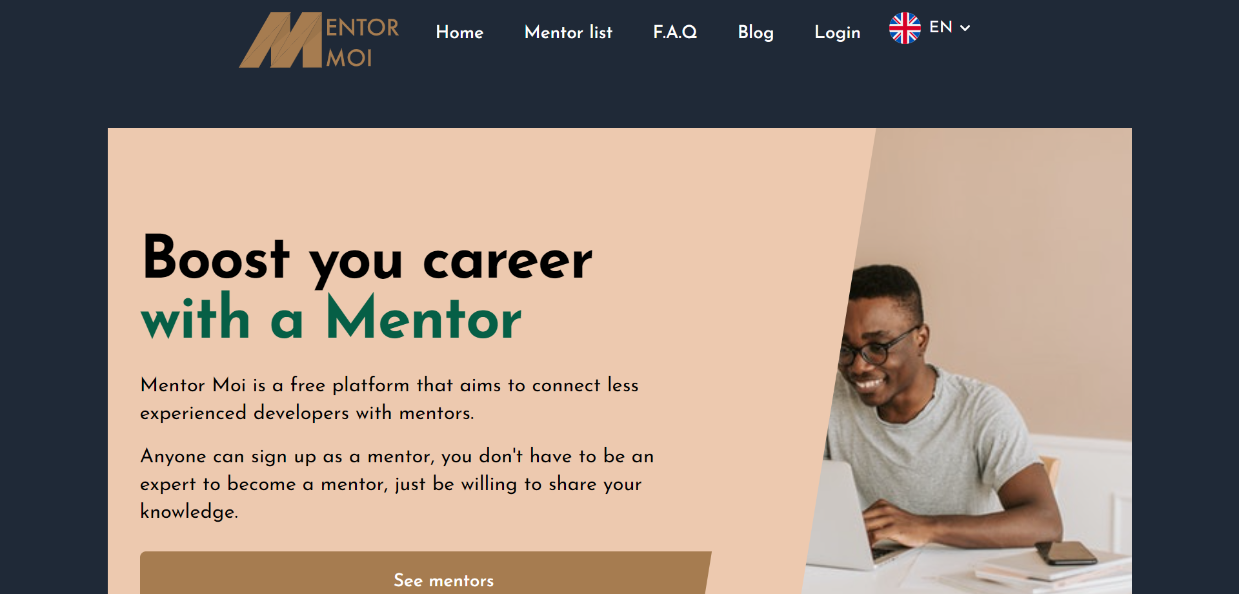 MENTOR
MOI
Home
Mentor list
F.A.Q
Blog
Login
EN
Boost you career
with a Mentor
Mentor Moi is a free platform that aims to connect less
experienced developers with mentors.
Anyone can sign up as a mentor, you don't have to be an
expert to become a mentor, just be willing to share your
knowledge.
See mentors